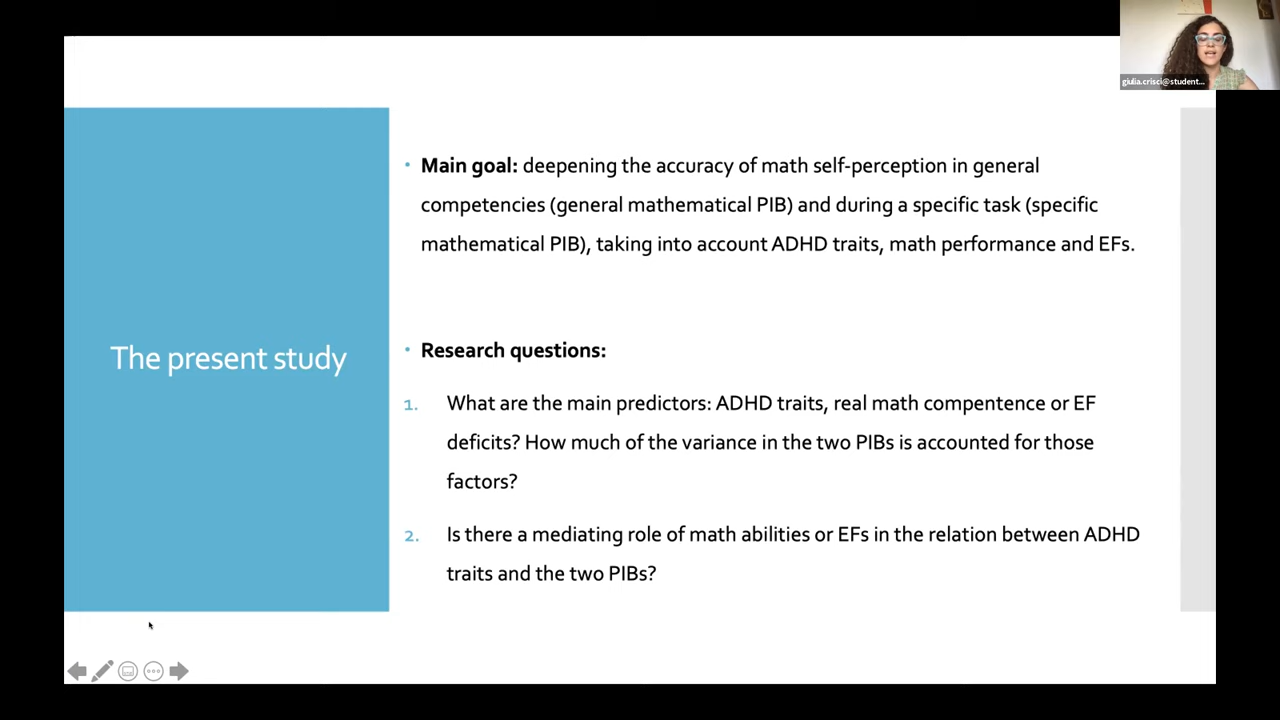 giulia.crisci@student...
The present study
• Main goal: deepening the accuracy of math self-perception in general
competencies (general mathematical PIB) and during a specific task (specific
mathematical PIB), taking into account ADHD traits, math performance and EFs.
• Research questions:
1. What are the main predictors: ADHD traits, real math compentence or EF
deficits? How much of the variance in the two PIBs is accounted for those
factors?
2. Is there a mediating role of math abilities or EFs in the relation between ADHD
traits and the two PIBs?